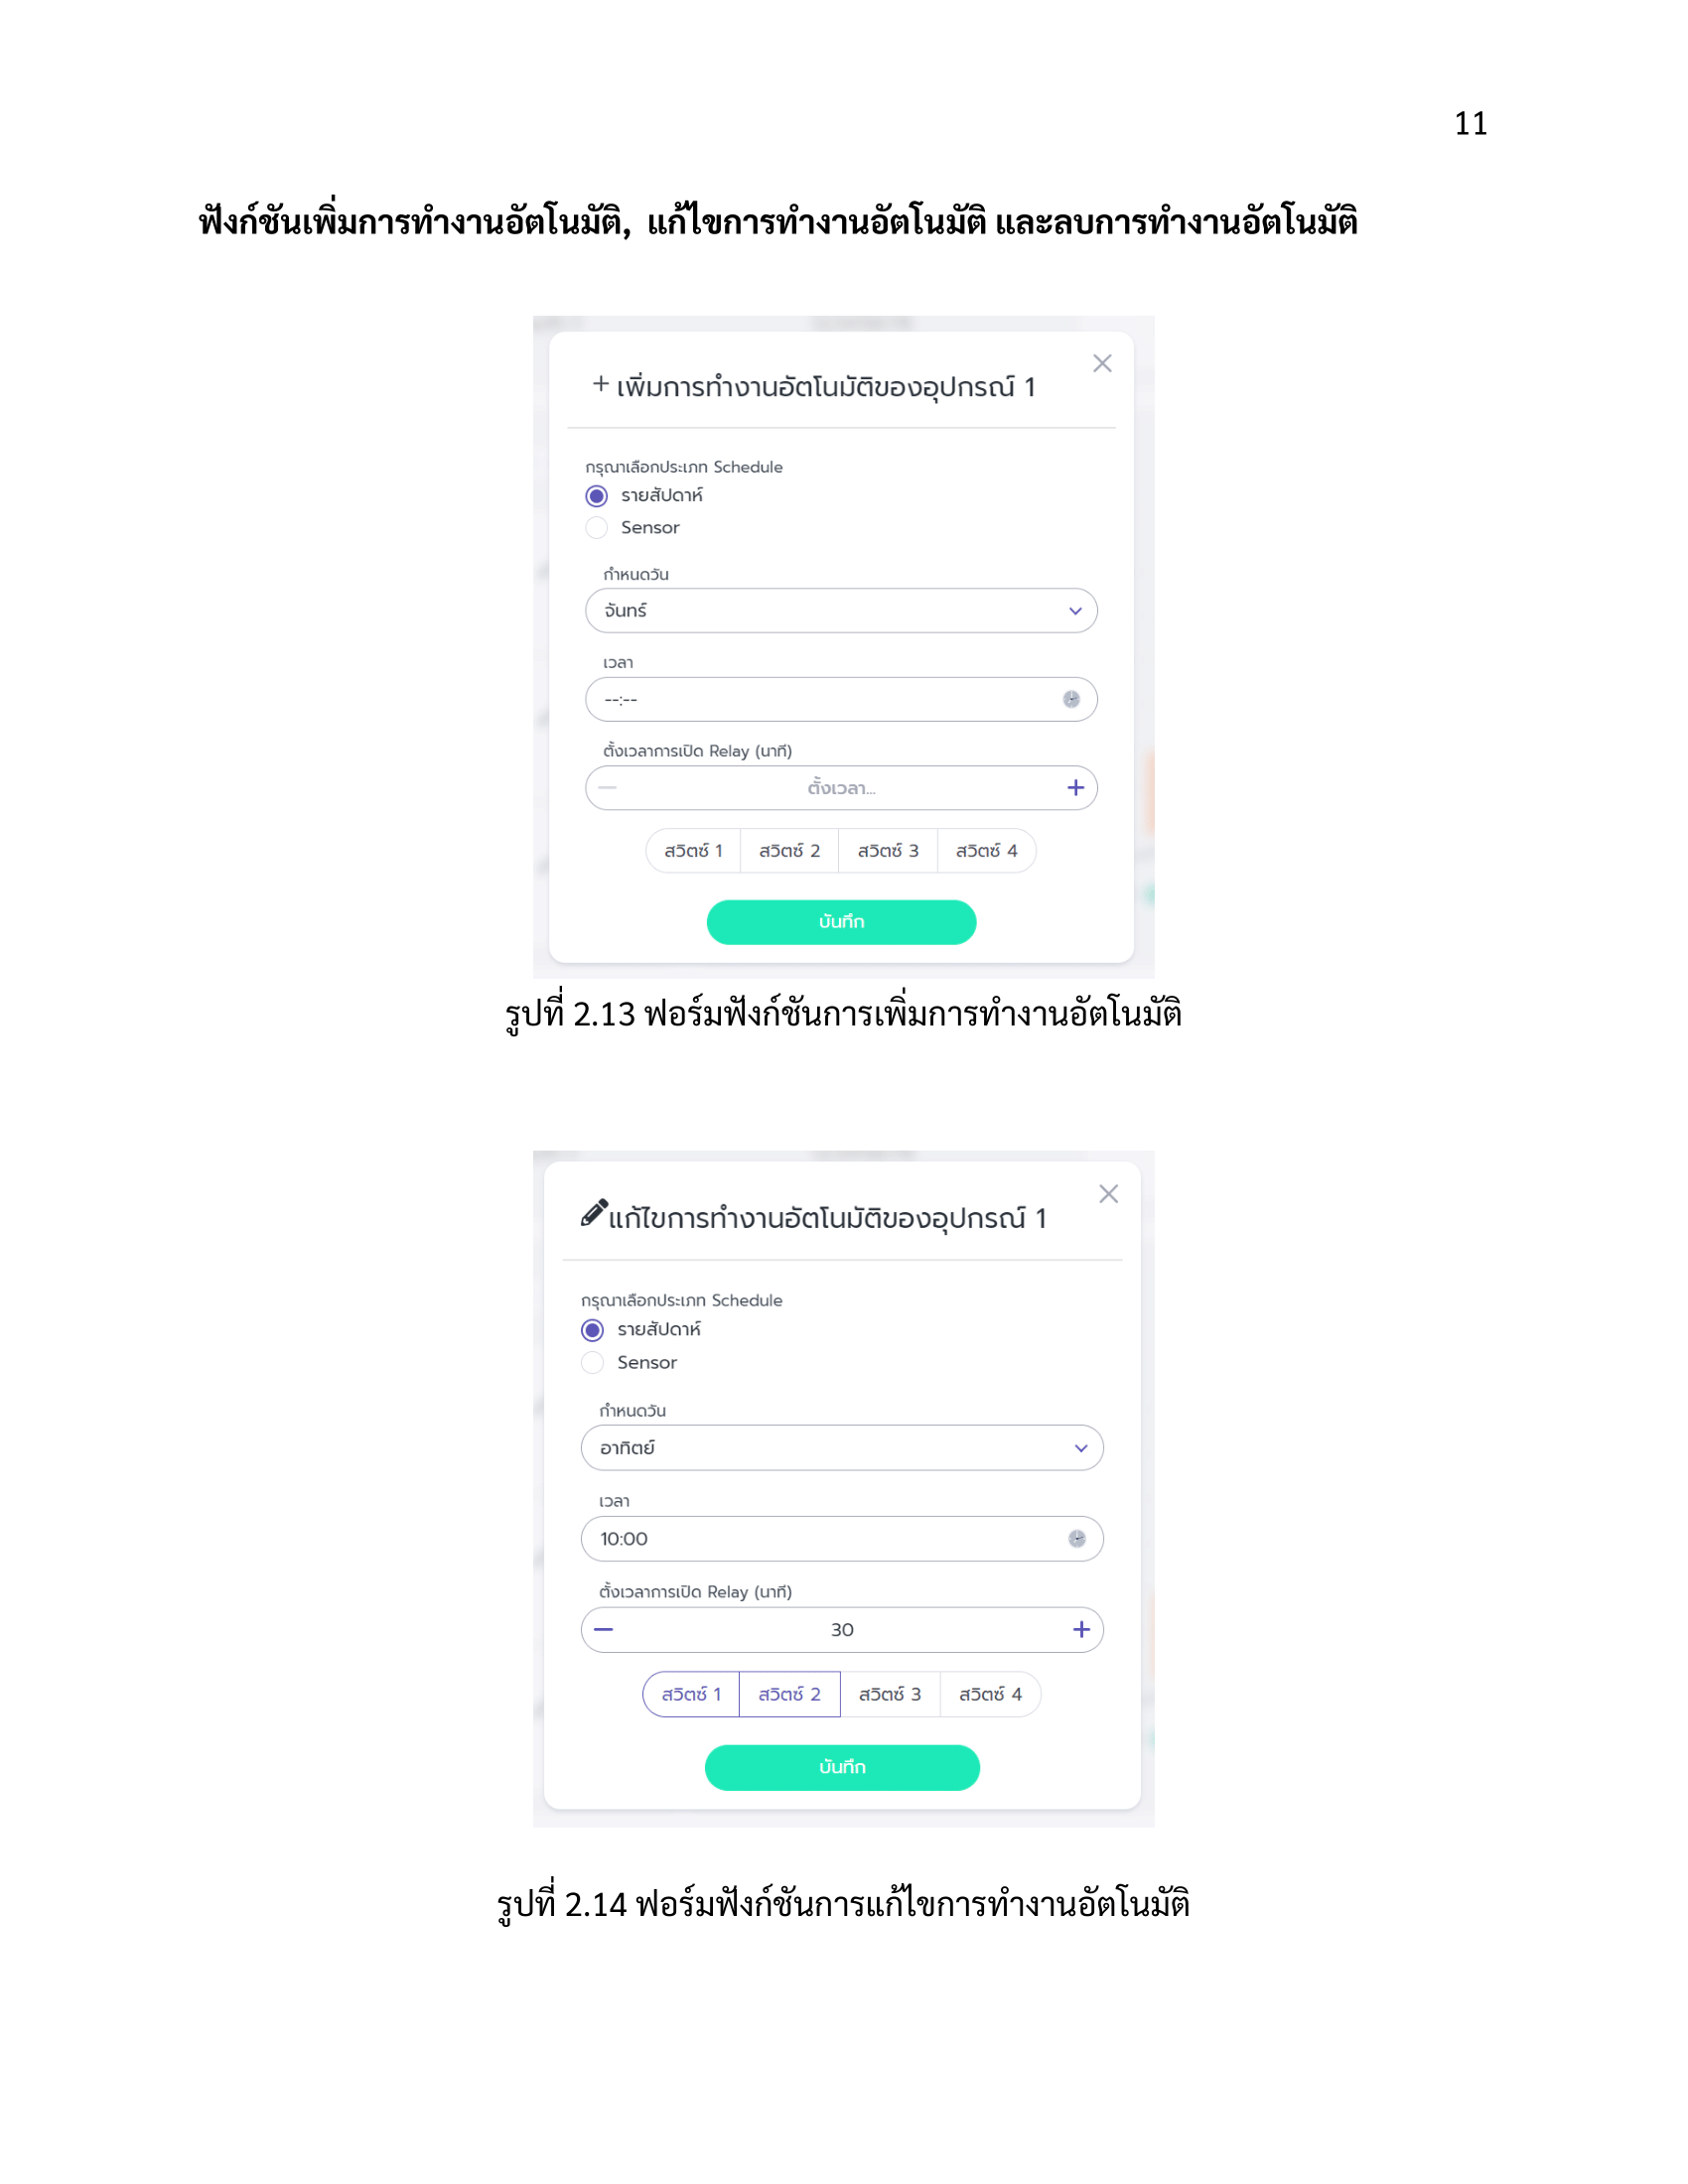 11
ฟังก์ชันเพิ่มการทำงานอัตโนมัติ, แก้ไขการทำงานอัตโนมัติ และลบการทำงานอัตโนมัติ
+ เพิ่มการทำงานอัตโนมัติของอุปกรณ์ 1
กรุณาเลือกประเภท Schedule
รายสัปดาห์
Sensor
กำหนดวัน
จันทร์
เวลา
--:--
ตั้งเวลาการเปิด Relay (นาที)
ตั้งเวลา...
สวิตซ์ 1 สวิตซ์ 2 สวิตซ์ 3 สวิตซ์ 4
บันทึก
รูปที่ 2.13 ฟอร์มฟังก์ชันการเพิ่มการทำงานอัตโนมัติ
แก้ไขการทำงานอัตโนมัติของอุปกรณ์ 1
กรุณาเลือกประเภท Schedule
รายสัปดาห์
Sensor
กำหนดวัน
อาทิตย์
เวลา
10:00
ตั้งเวลาการเปิด Relay (นาที)
30
สวิตซ์ 1 สวิตซ์ 2 สวิตซ์ 3 สวิตซ์ 4
บันทึก
รูปที่ 2.14 ฟอร์มฟังก์ชันการแก้ไขการทำงานอัตโนมัติ